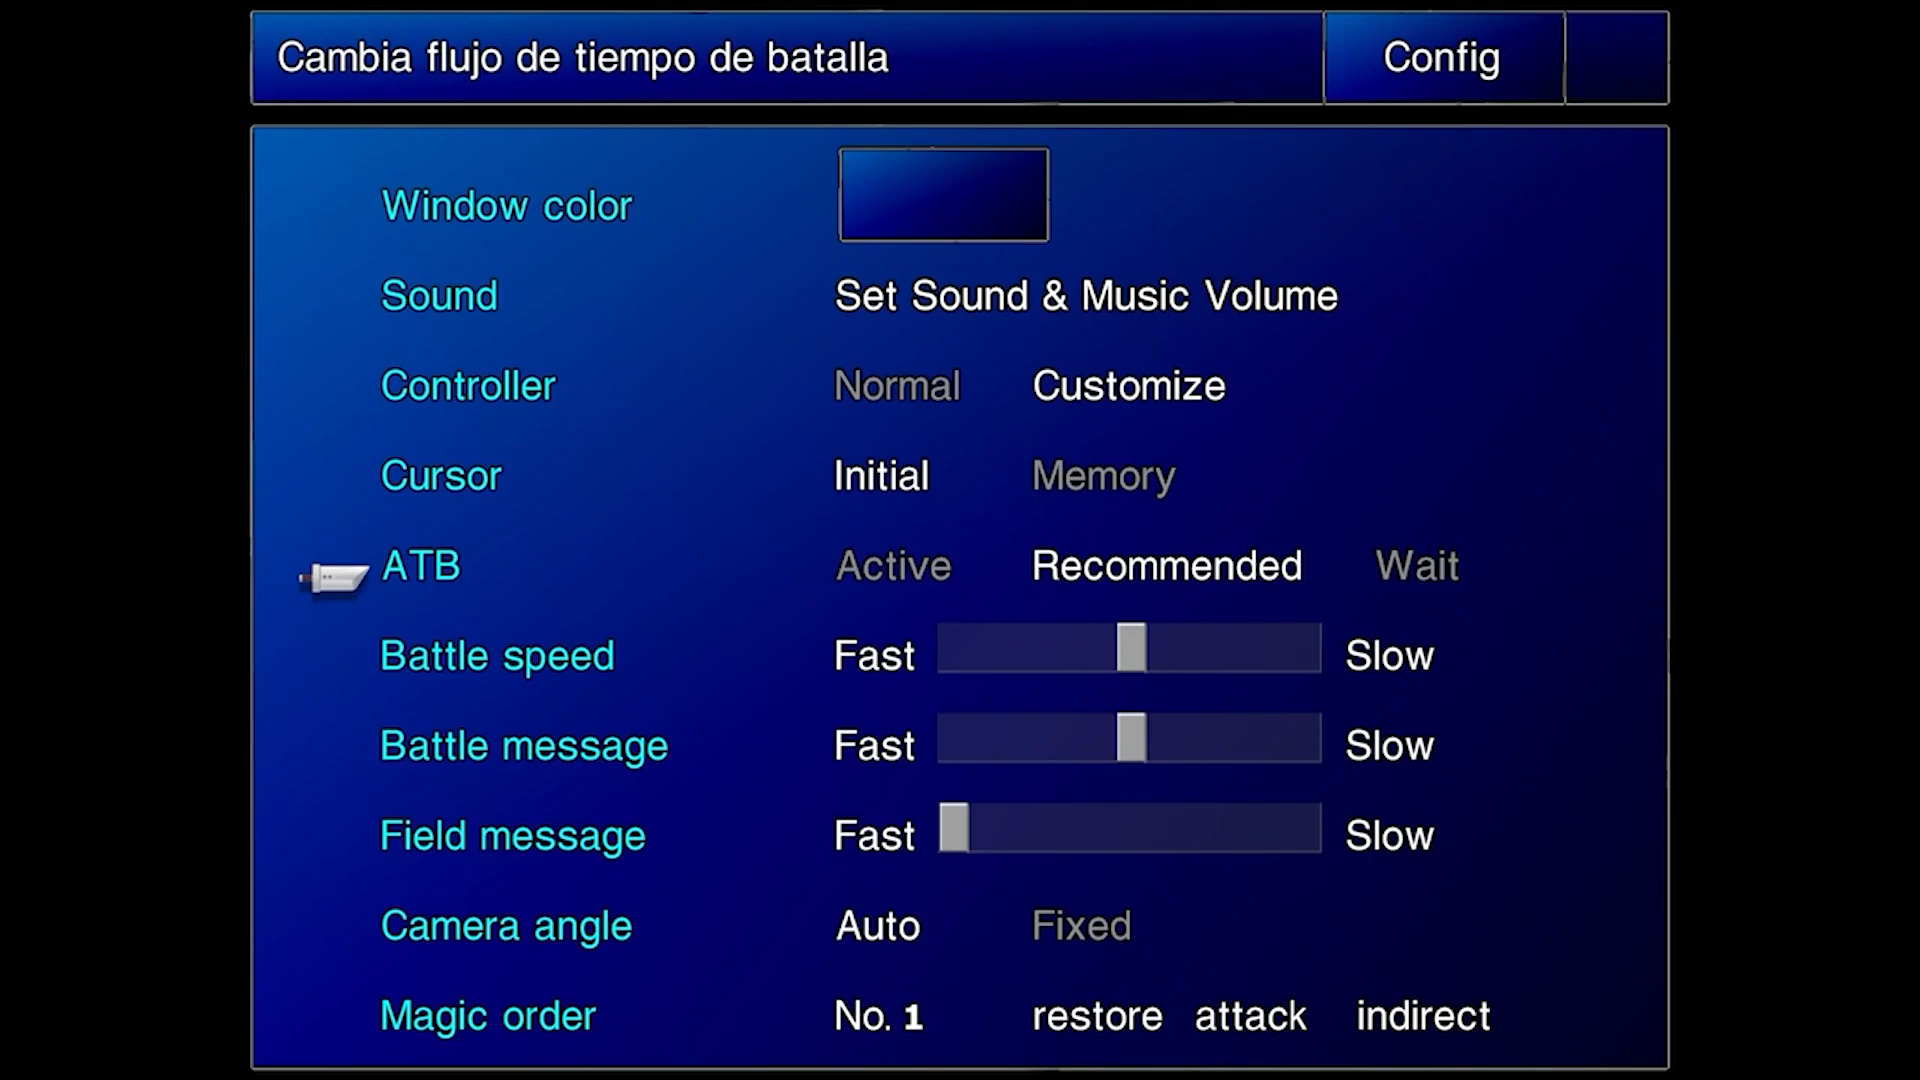 Cambia flujo de tiempo de batalla Config
Window color
Sound Set Sound & Music Volume
Controller Normal Customize
Cursor Initial Memory
ATB Active Recommended Wait
Battle speed Fast Slow
Battle message Fast Slow
Field message Fast Slow
Camera angle Auto Fixed
Magic order No. 1 restore attack indirect